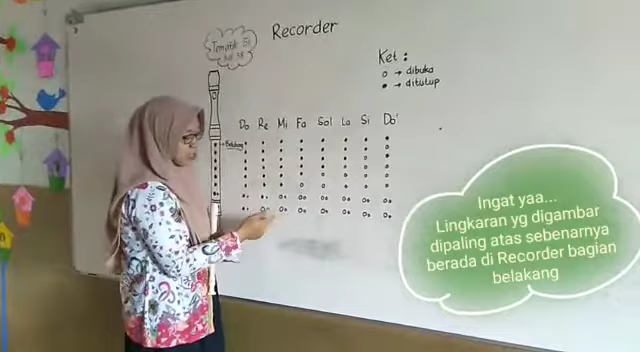 Recorder
Tematik 5i
Ket :
○ → dibuka
● → ditutup
Do Re Mi Fa Sol La Si Do'
Belakang
Ingat yaa...
Lingkaran yg digambar
dipaling atas sebenarnya
berada di Recorder bagian
belakang